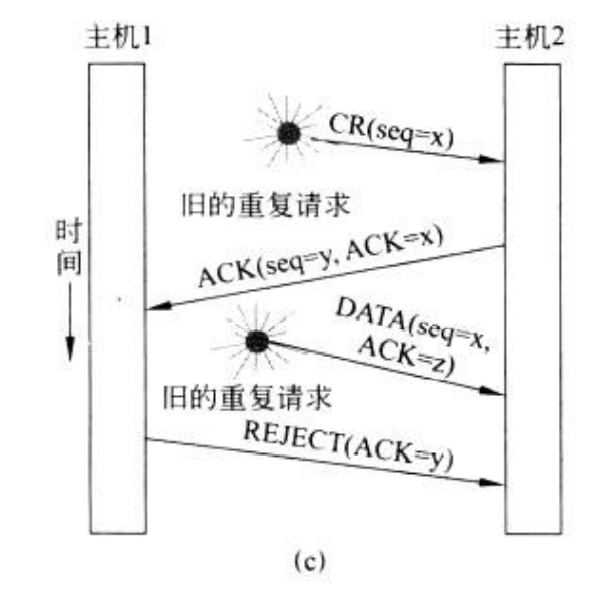 主机1
主机2
CR(seq=x)
旧的重复请求
时
间
ACK(seq=y, ACK=x)
DATA(seq=x,
ACK=z)
旧的重复请求
REJECT(ACK=y)
(c)